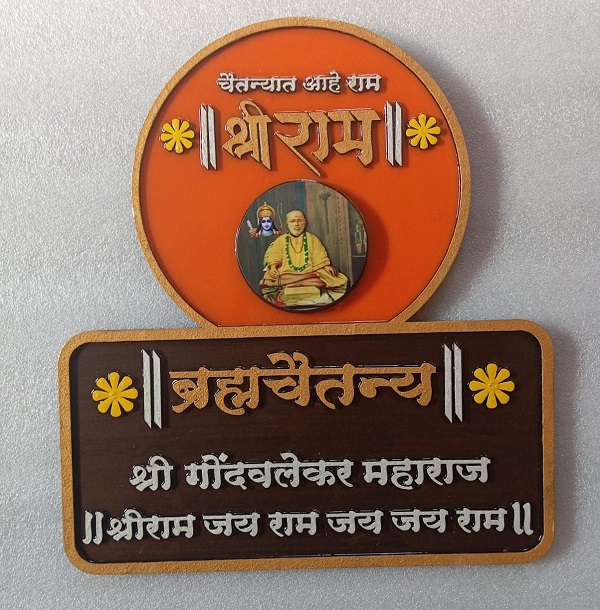 चैतन्यात आहे राम
॥श्रीराम॥
॥ब्रह्मचैतन्य॥
श्री गोंदवलेकर महाराज
॥श्रीराम जय राम जय जय राम॥